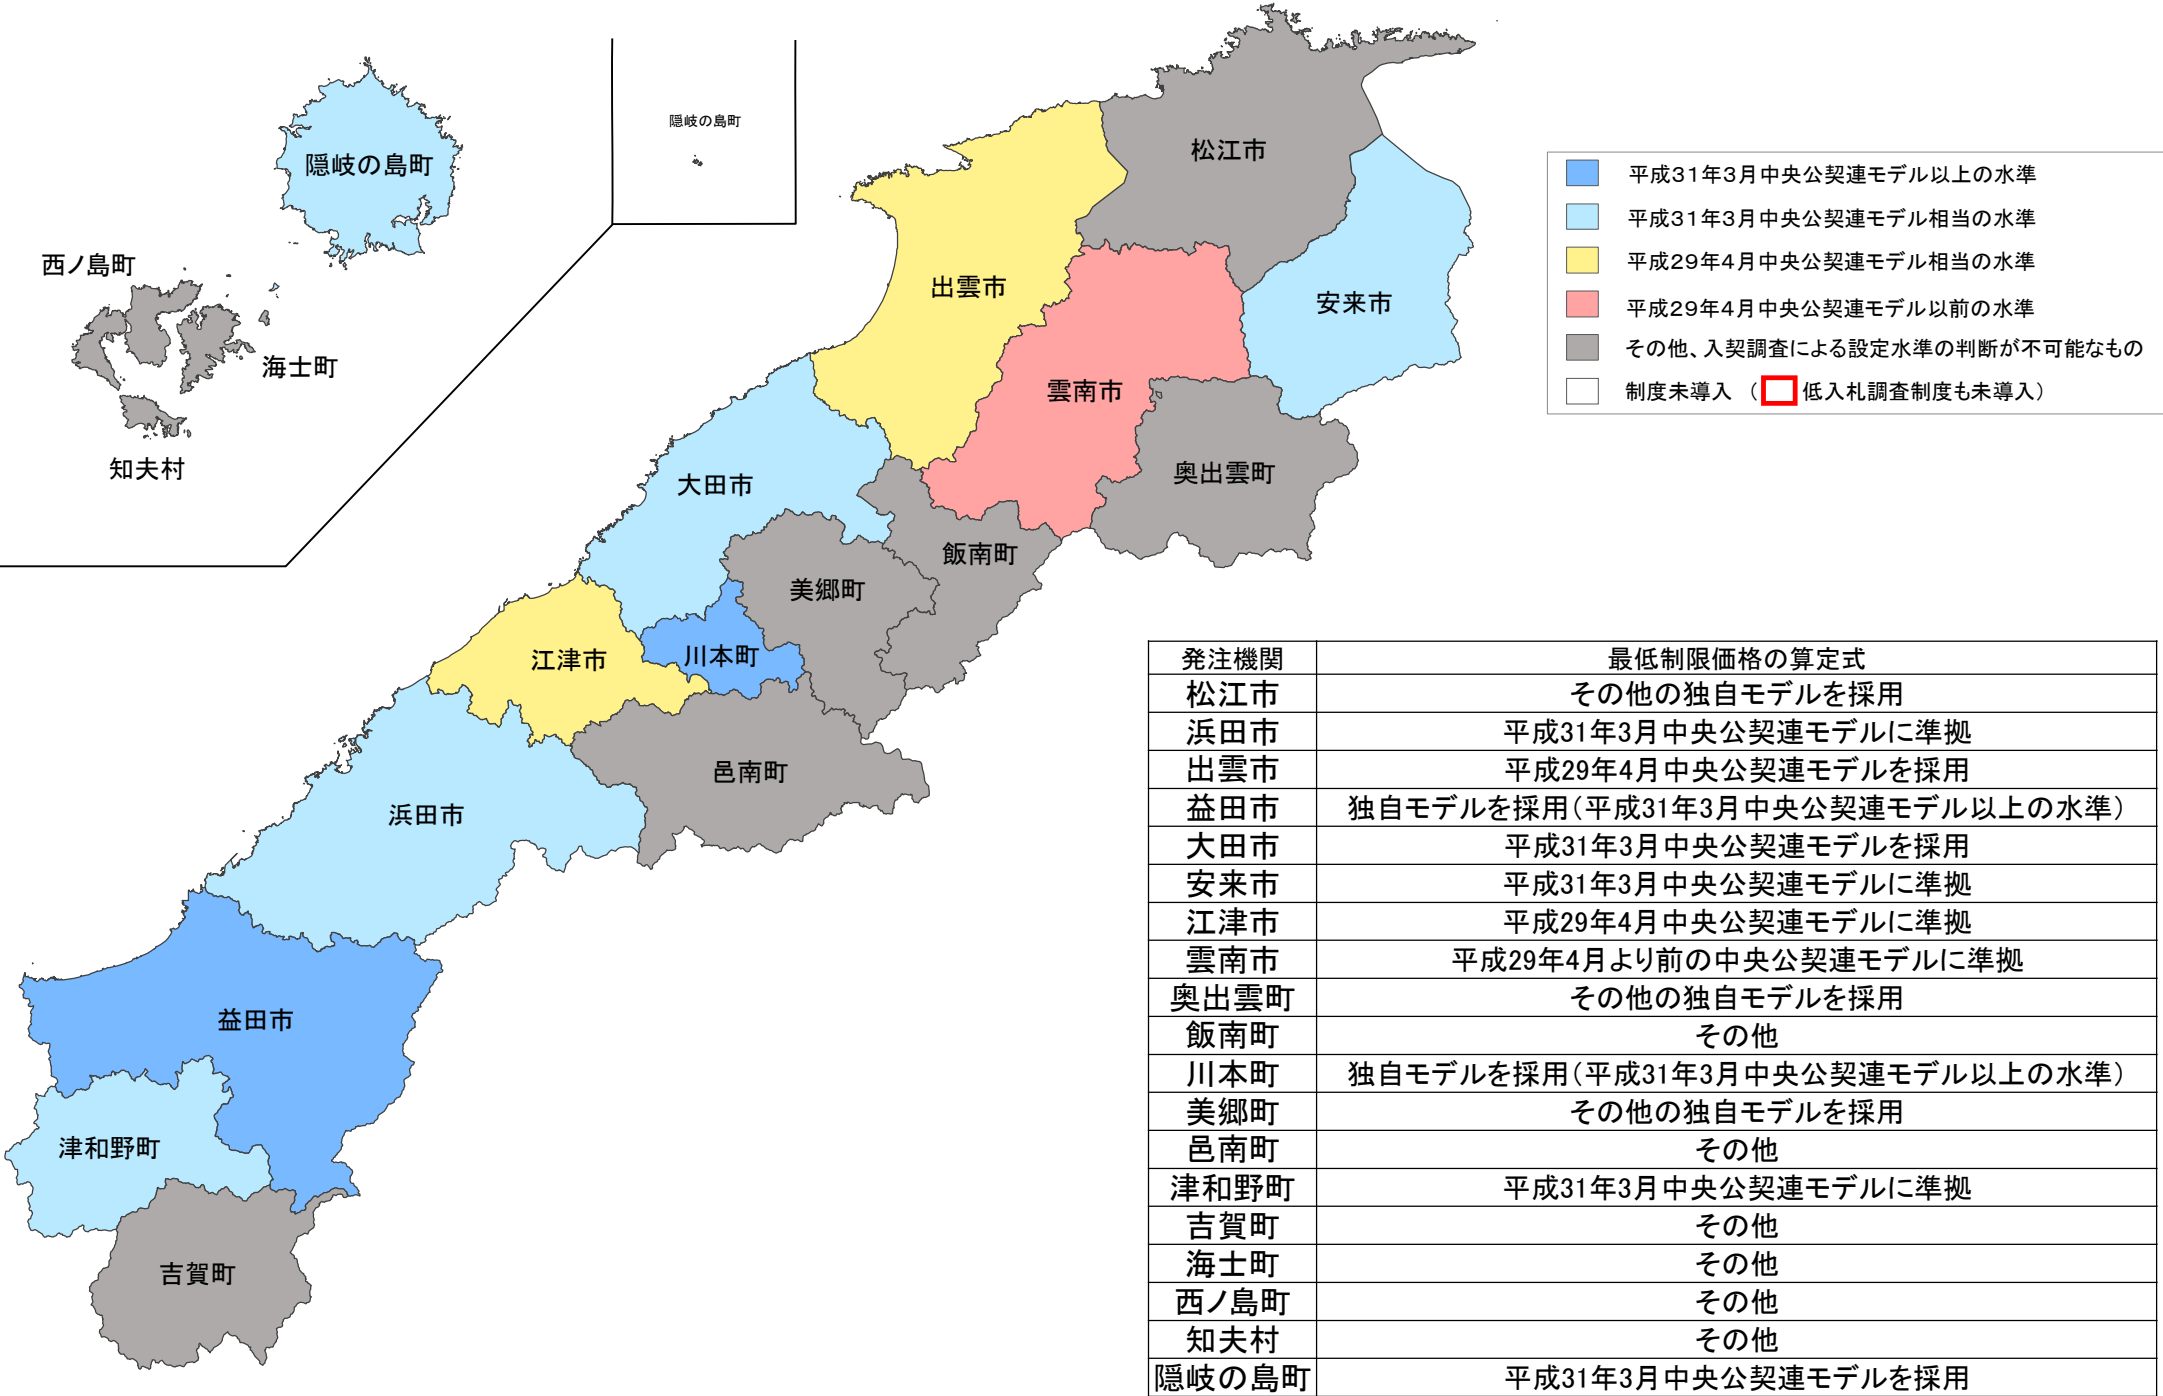 隠岐の島町
松江市
隠岐の島町
西ノ島町
出雲市
安来市
海士町
雲南市
知夫村
大田市
奥出雲町
飯南町
美郷町
江津市
川本町
邑南町
浜田市
益田市
津和野町
吉賀町
平成31年3月中央公契連モデル以上の水準
平成31年3月中央公契連モデル相当の水準
平成29年4月中央公契連モデル相当の水準
平成29年4月中央公契連モデル以前の水準
その他、入契調査による設定水準の判断が不可能なもの
制度未導入 （ 低入札調査制度も未導入）
発注機関 最低制限価格の算定式
松江市 その他の独自モデルを採用
浜田市 平成31年3月中央公契連モデルに準拠
出雲市 平成29年4月中央公契連モデルを採用
益田市 独自モデルを採用（平成31年3月中央公契連モデル以上の水準）
大田市 平成31年3月中央公契連モデルを採用
安来市 平成31年3月中央公契連モデルに準拠
江津市 平成29年4月中央公契連モデルに準拠
雲南市 平成29年4月より前の中央公契連モデルに準拠
奥出雲町 その他の独自モデルを採用
飯南町 その他
川本町 独自モデルを採用（平成31年3月中央公契連モデル以上の水準）
美郷町 その他の独自モデルを採用
邑南町 その他
津和野町 平成31年3月中央公契連モデルに準拠
吉賀町 その他
海士町 その他
西ノ島町 その他
知夫村 その他
隠岐の島町 平成31年3月中央公契連モデルを採用